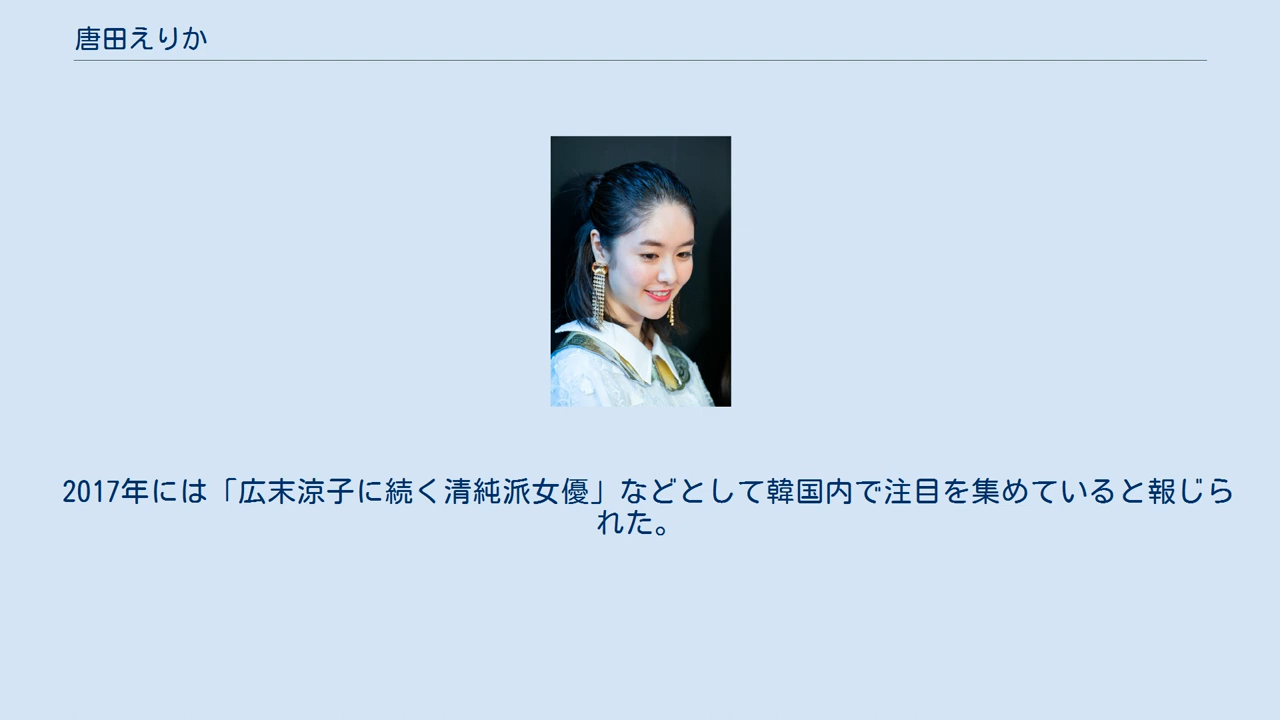 唐田えりか
2017年には「広末涼子に続く清純派女優」などとして韓国内で注目を集めていると報じら
れた。